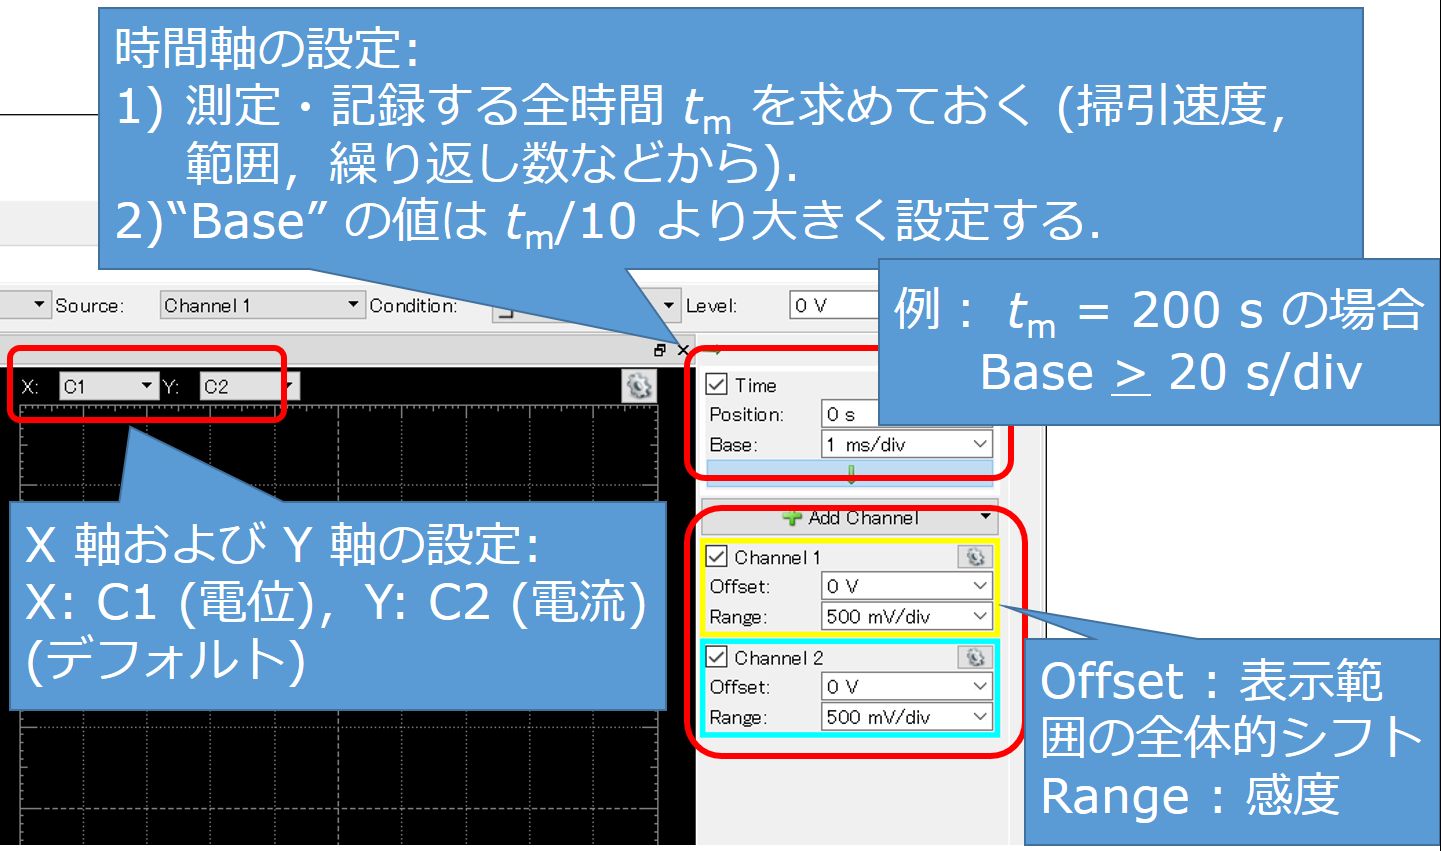 時間軸の設定:
1) 測定・記録する全時間 tm を求めておく (掃引速度,
範囲, 繰り返し数などから).
2)“Base” の値は tm/10 より大きく設定する.
例： tm = 200 s の場合
Base > 20 s/div
Source: Channel 1 Condition: Level: 0 V
X: C1 Y: C2
Time
Position: 0 s
Base: 1 ms/div
Add Channel
Channel 1
Offset: 0 V
Range: 500 mV/div
Channel 2
Offset: 0 V
Range: 500 mV/div
X 軸および Y 軸の設定:
X: C1 (電位), Y: C2 (電流)
(デフォルト)
Offset：表示範
囲の全体的シフト
Range：感度